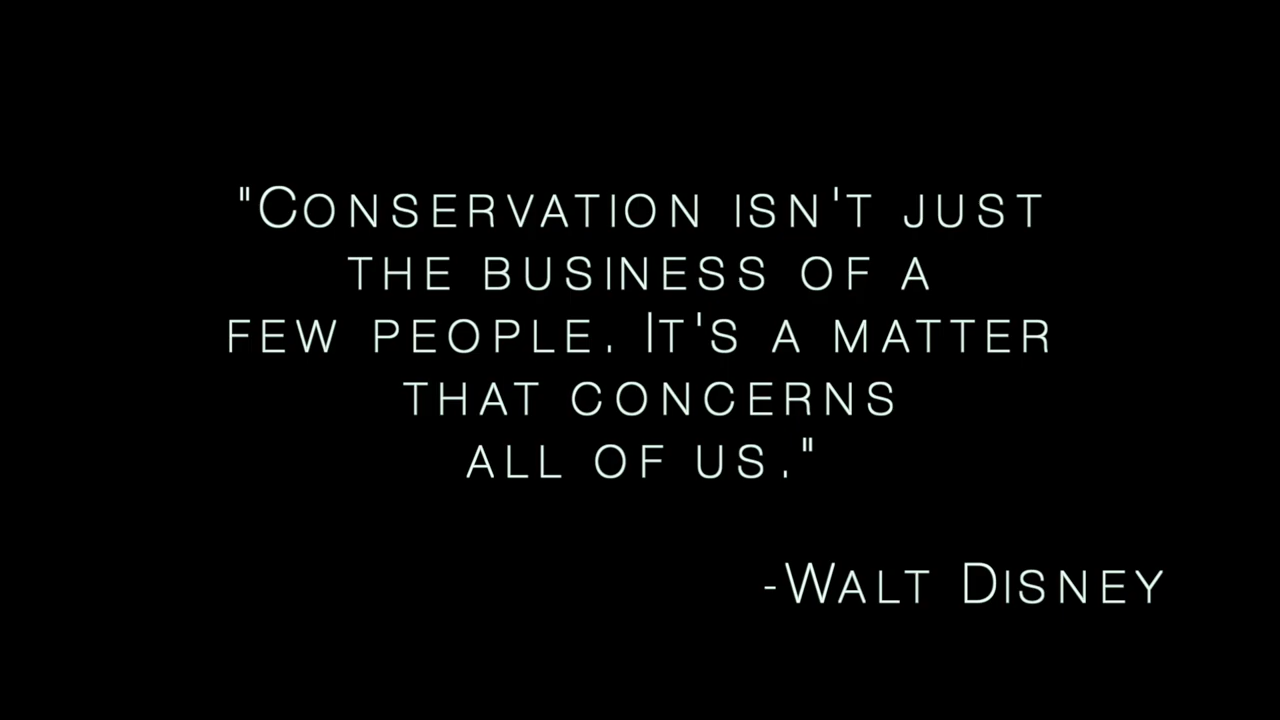 "Conservation isn't just
the business of a
few people. It's a matter
that concerns
all of us."
-Walt Disney